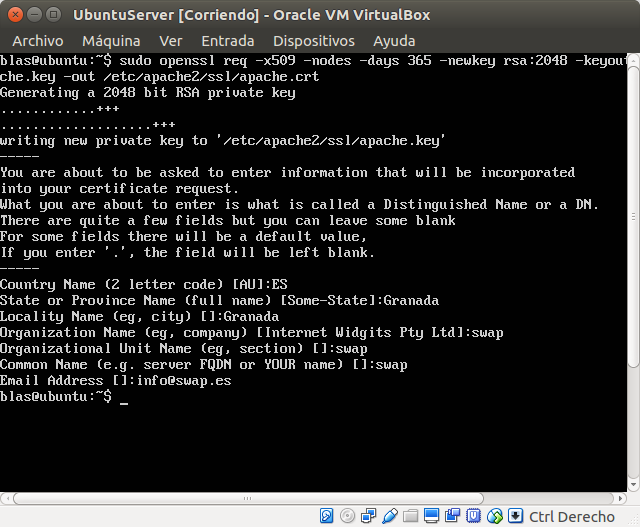 UbuntuServer [Corriendo] - Oracle VM VirtualBox
Archivo Máquina Ver Entrada Dispositivos Ayuda
blas@ubuntu:~$ sudo openssl req -x509 -nodes -days 365 -newkey rsa:2048 -keyout
che.key -out /etc/apache2/ssl/apache.crt
Generating a 2048 bit RSA private key
............+++
...................+++
writing new private key to '/etc/apache2/ssl/apache.key'
-----
You are about to be asked to enter information that will be incorporated
into your certificate request.
What you are about to enter is what is called a Distinguished Name or a DN.
There are quite a few fields but you can leave some blank
For some fields there will be a default value,
If you enter '.', the field will be left blank.
-----
Country Name (2 letter code) [AU]:ES
State or Province Name (full name) [Some-State]:Granada
Locality Name (eg, city) []:Granada
Organization Name (eg, company) [Internet Widgits Pty Ltd]:swap
Organizational Unit Name (eg, section) []:swap
Common Name (e.g. server FQDN or YOUR name) []:swap
Email Address []:info@swap.es
blas@ubuntu:~$ _
Ctrl Derecho